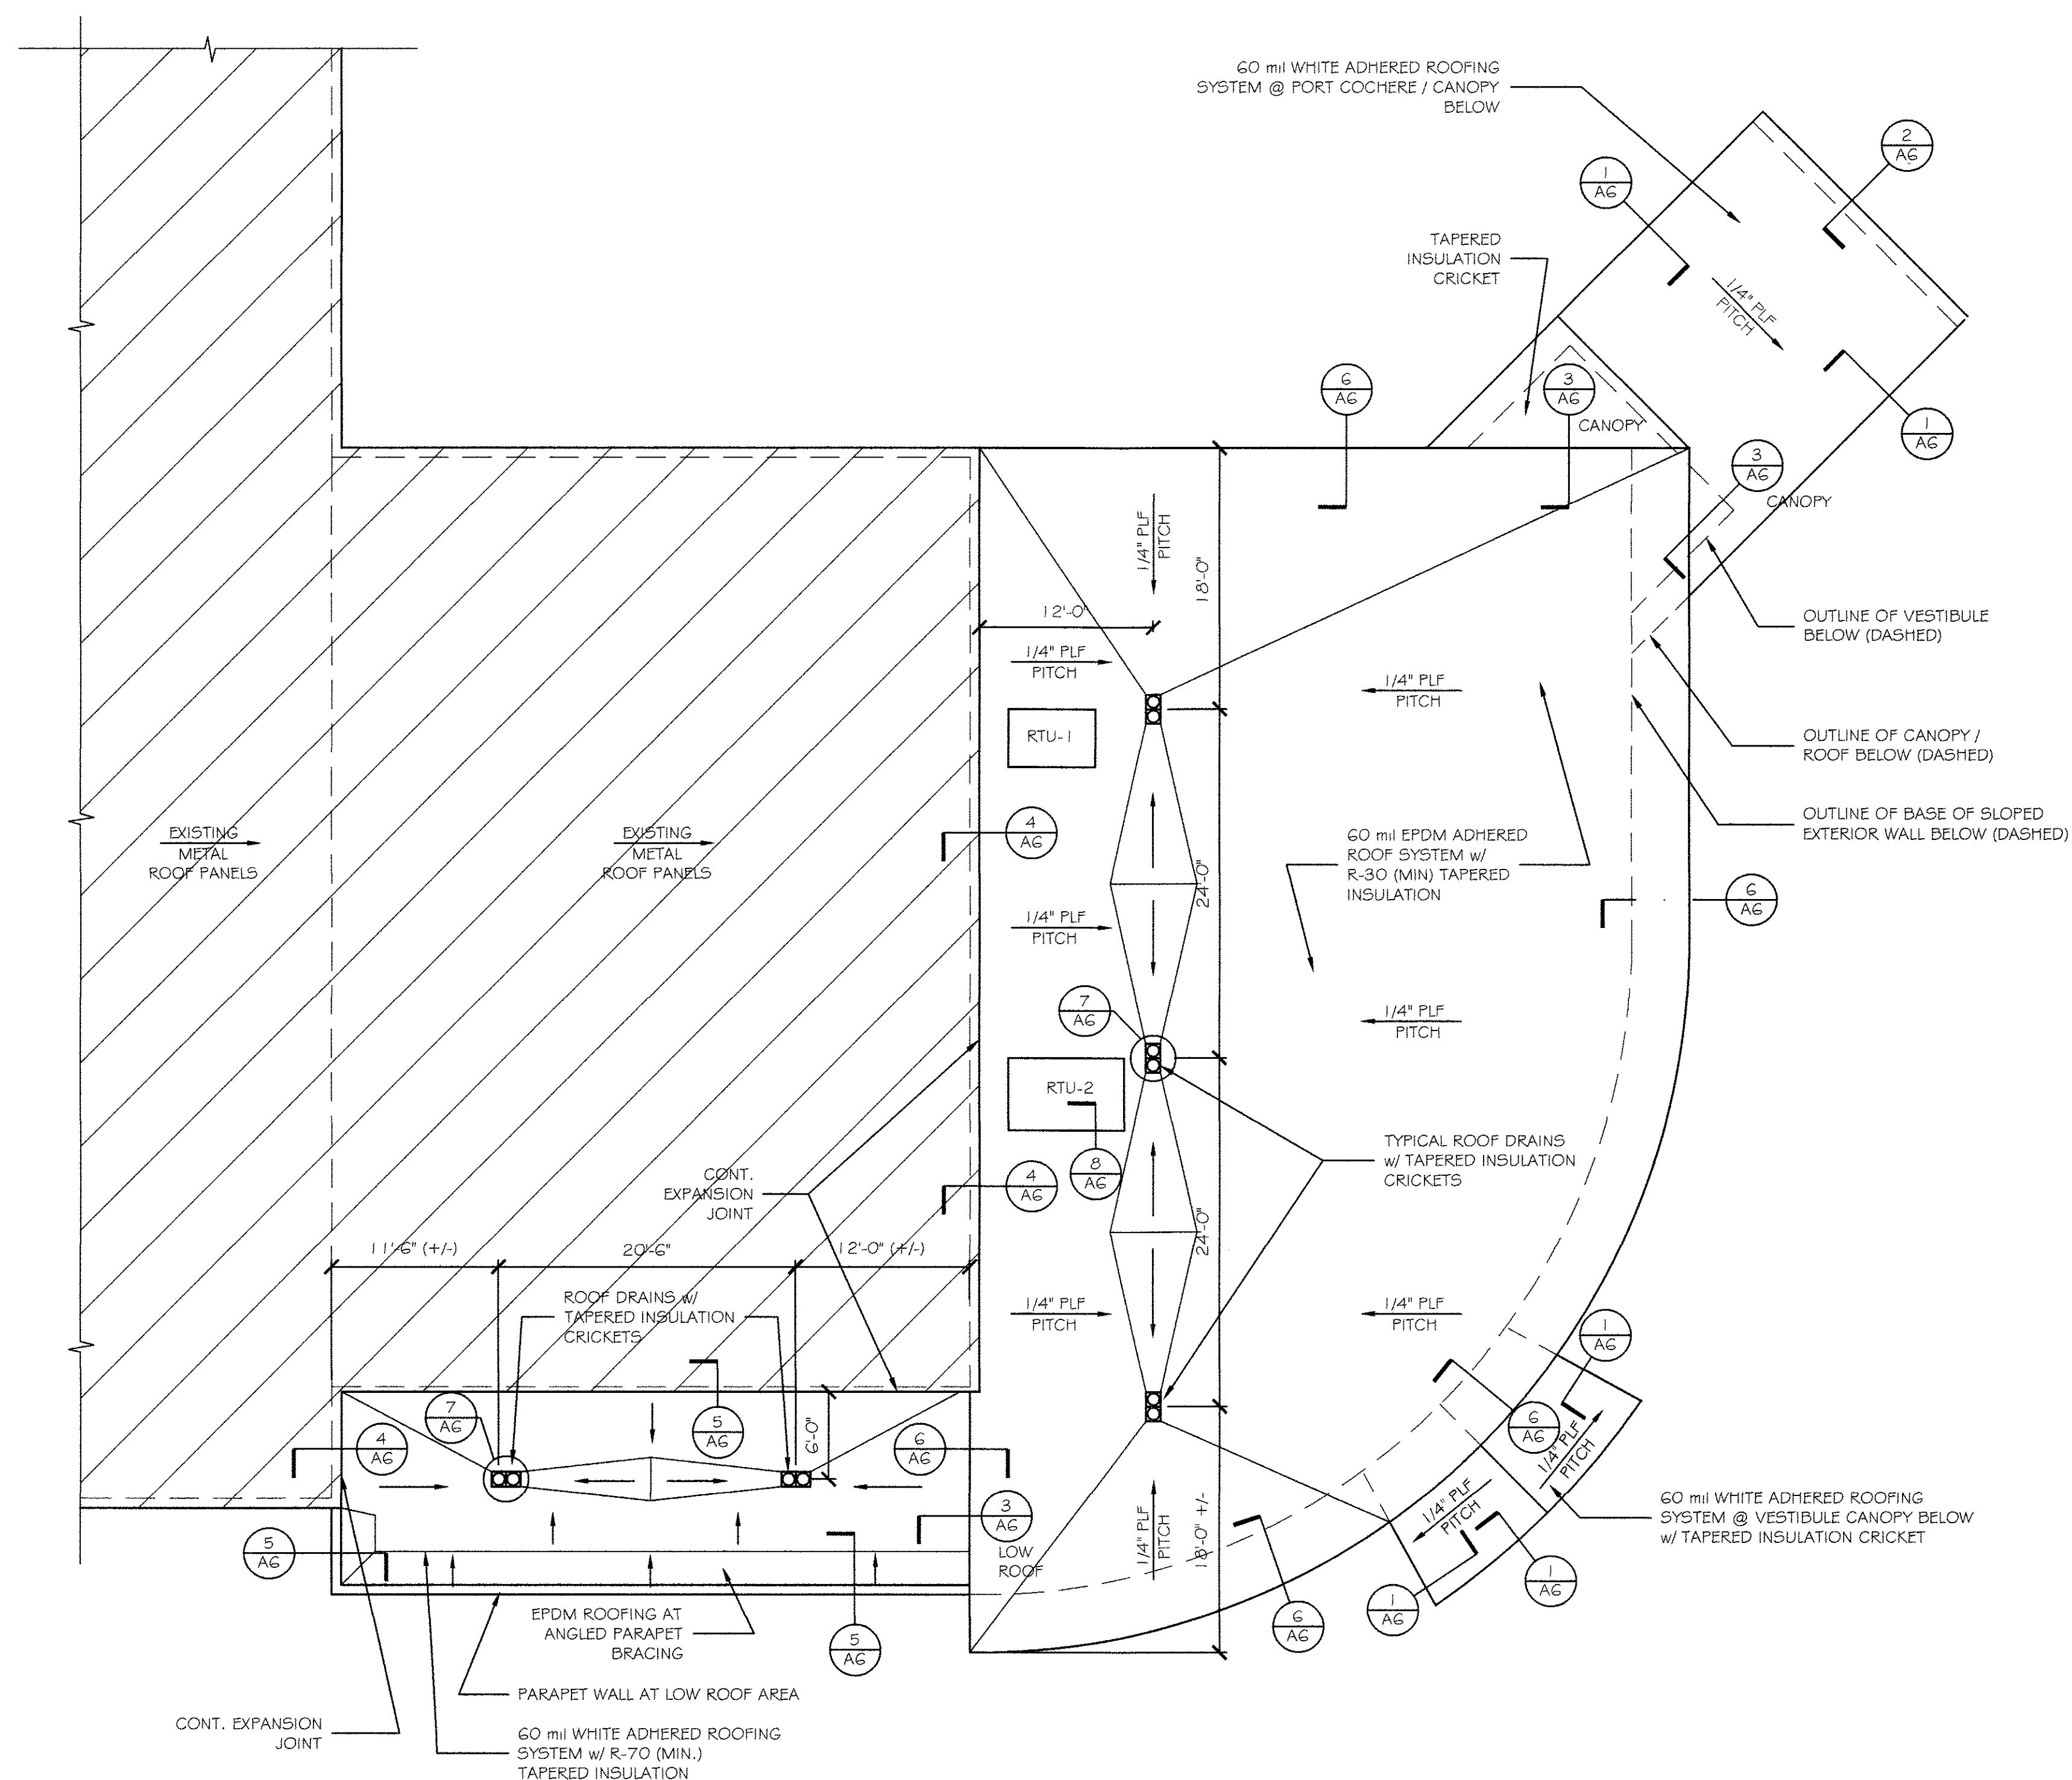 60 mil WHITE ADHERED ROOFING
SYSTEM @ PORT COCHERE / CANOPY
BELOW
2
A6
1
A6
TAPERED
INSULATION
CRICKET
1/4" PLF
PITCH
6
A6
3
A6
CANOPY
1
A6
3
A6
CANOPY
1/4" PLF
PITCH
18'-0"
12'-0"
OUTLINE OF VESTIBULE
BELOW (DASHED)
1/4" PLF
PITCH
1/4" PLF
PITCH
RTU-1
OUTLINE OF CANOPY /
ROOF BELOW (DASHED)
EXISTING
METAL
ROOF PANELS
EXISTING
METAL
ROOF PANELS
4
A6
60 mil EPDM ADHERED
ROOF SYSTEM w/
R-30 (MIN) TAPERED
INSULATION
OUTLINE OF BASE OF SLOPED
EXTERIOR WALL BELOW (DASHED)
24'-0"
6
A6
1/4" PLF
PITCH
7
A6
1/4" PLF
PITCH
RTU-2
TYPICAL ROOF DRAINS
w/ TAPERED INSULATION
CRICKETS
8
A6
4
A6
CONT.
EXPANSION
JOINT
24'-0"
11'-6" (+/-)
20'-6"
12'-0" (+/-)
ROOF DRAINS w/
TAPERED INSULATION
CRICKETS
1/4" PLF
PITCH
1/4" PLF
PITCH
1
A6
7
A6
5
A6
6'-0"
4
A6
6
A6
6
A6
1/4" PLF
PITCH
3
A6
LOW
ROOF
5
A6
1/4" PLF
PITCH
18'-0" +/-
1/4" PLF
PITCH
60 mil WHITE ADHERED ROOFING
SYSTEM @ VESTIBULE CANOPY BELOW
w/ TAPERED INSULATION CRICKET
1
A6
1
A6
6
A6
EPDM ROOFING AT
ANGLED PARAPET
BRACING
5
A6
PARAPET WALL AT LOW ROOF AREA
CONT. EXPANSION
JOINT
60 mil WHITE ADHERED ROOFING
SYSTEM w/ R-70 (MIN.)
TAPERED INSULATION